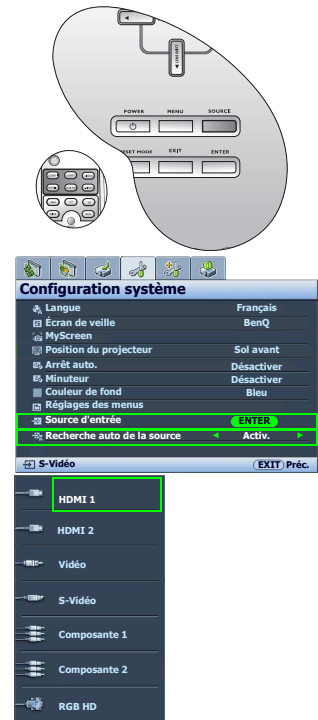 POWER MENU SOURCE
ESET MODE EXIT ENTER
Configuration système
Langue Français
Écran de veille BenQ
MyScreen
Position du projecteur Sol avant
Arrêt auto. Désactiver
Minuteur Désactiver
Couleur de fond Bleu
Réglages des menus
Source d'entrée ENTER
Recherche auto de la source Activ.
S-Vidéo EXIT Préc.
HDMI 1
HDMI 2
Vidéo
S-Vidéo
Composante 1
Composante 2
RGB HD